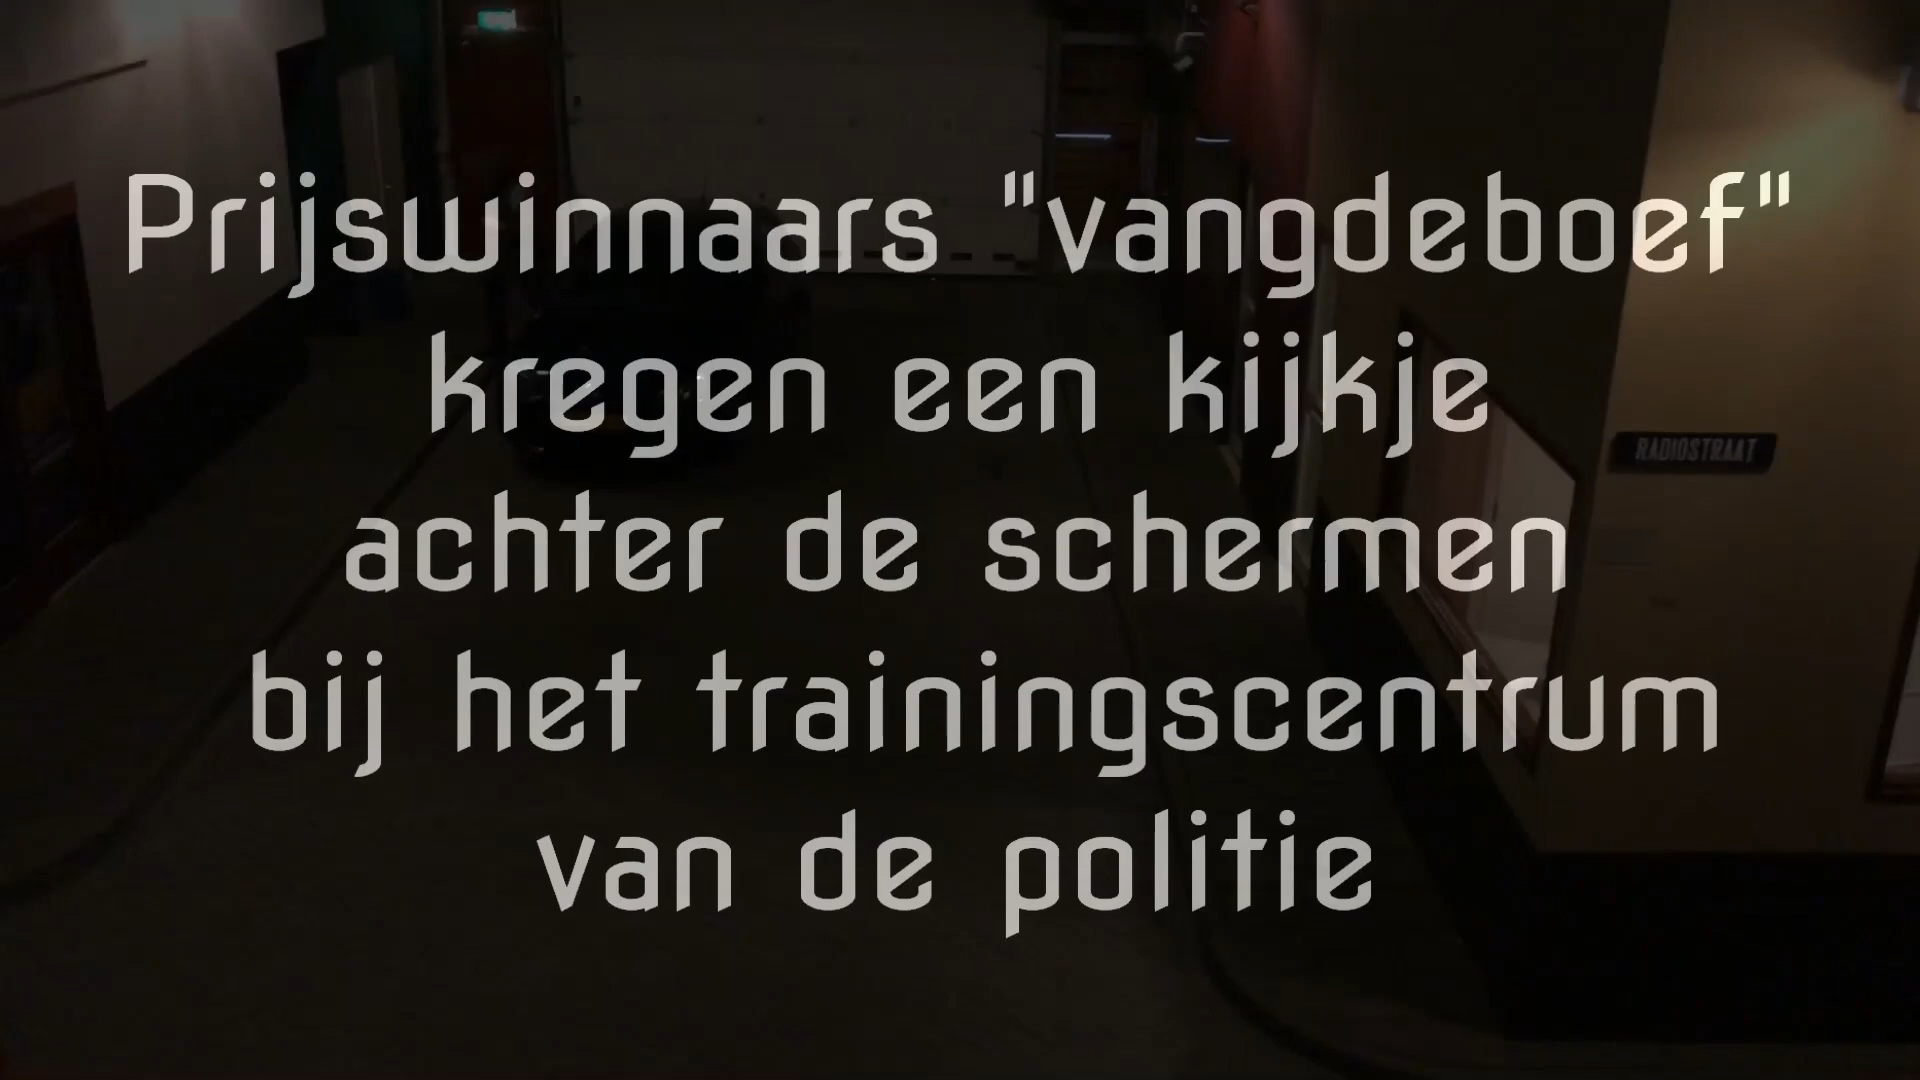 Prijswinnaars "vangdeboef"
kregen een kijkje
achter de schermen
bij het trainingscentrum
van de politie
RADIOSTRAAT